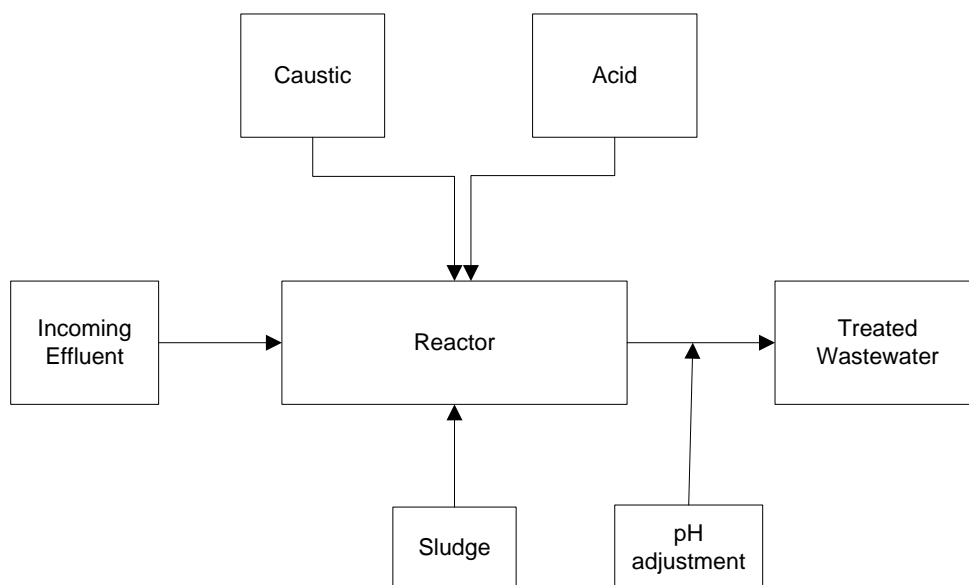 Caustic
Acid
Incoming
Effluent
Reactor
Treated
Wastewater
Sludge
pH
adjustment